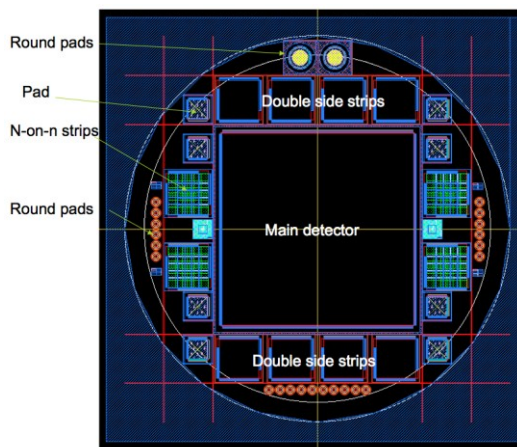 Round pads
Double side strips
Pad
N-on-n strips
Round pads
Main detector
Double side strips